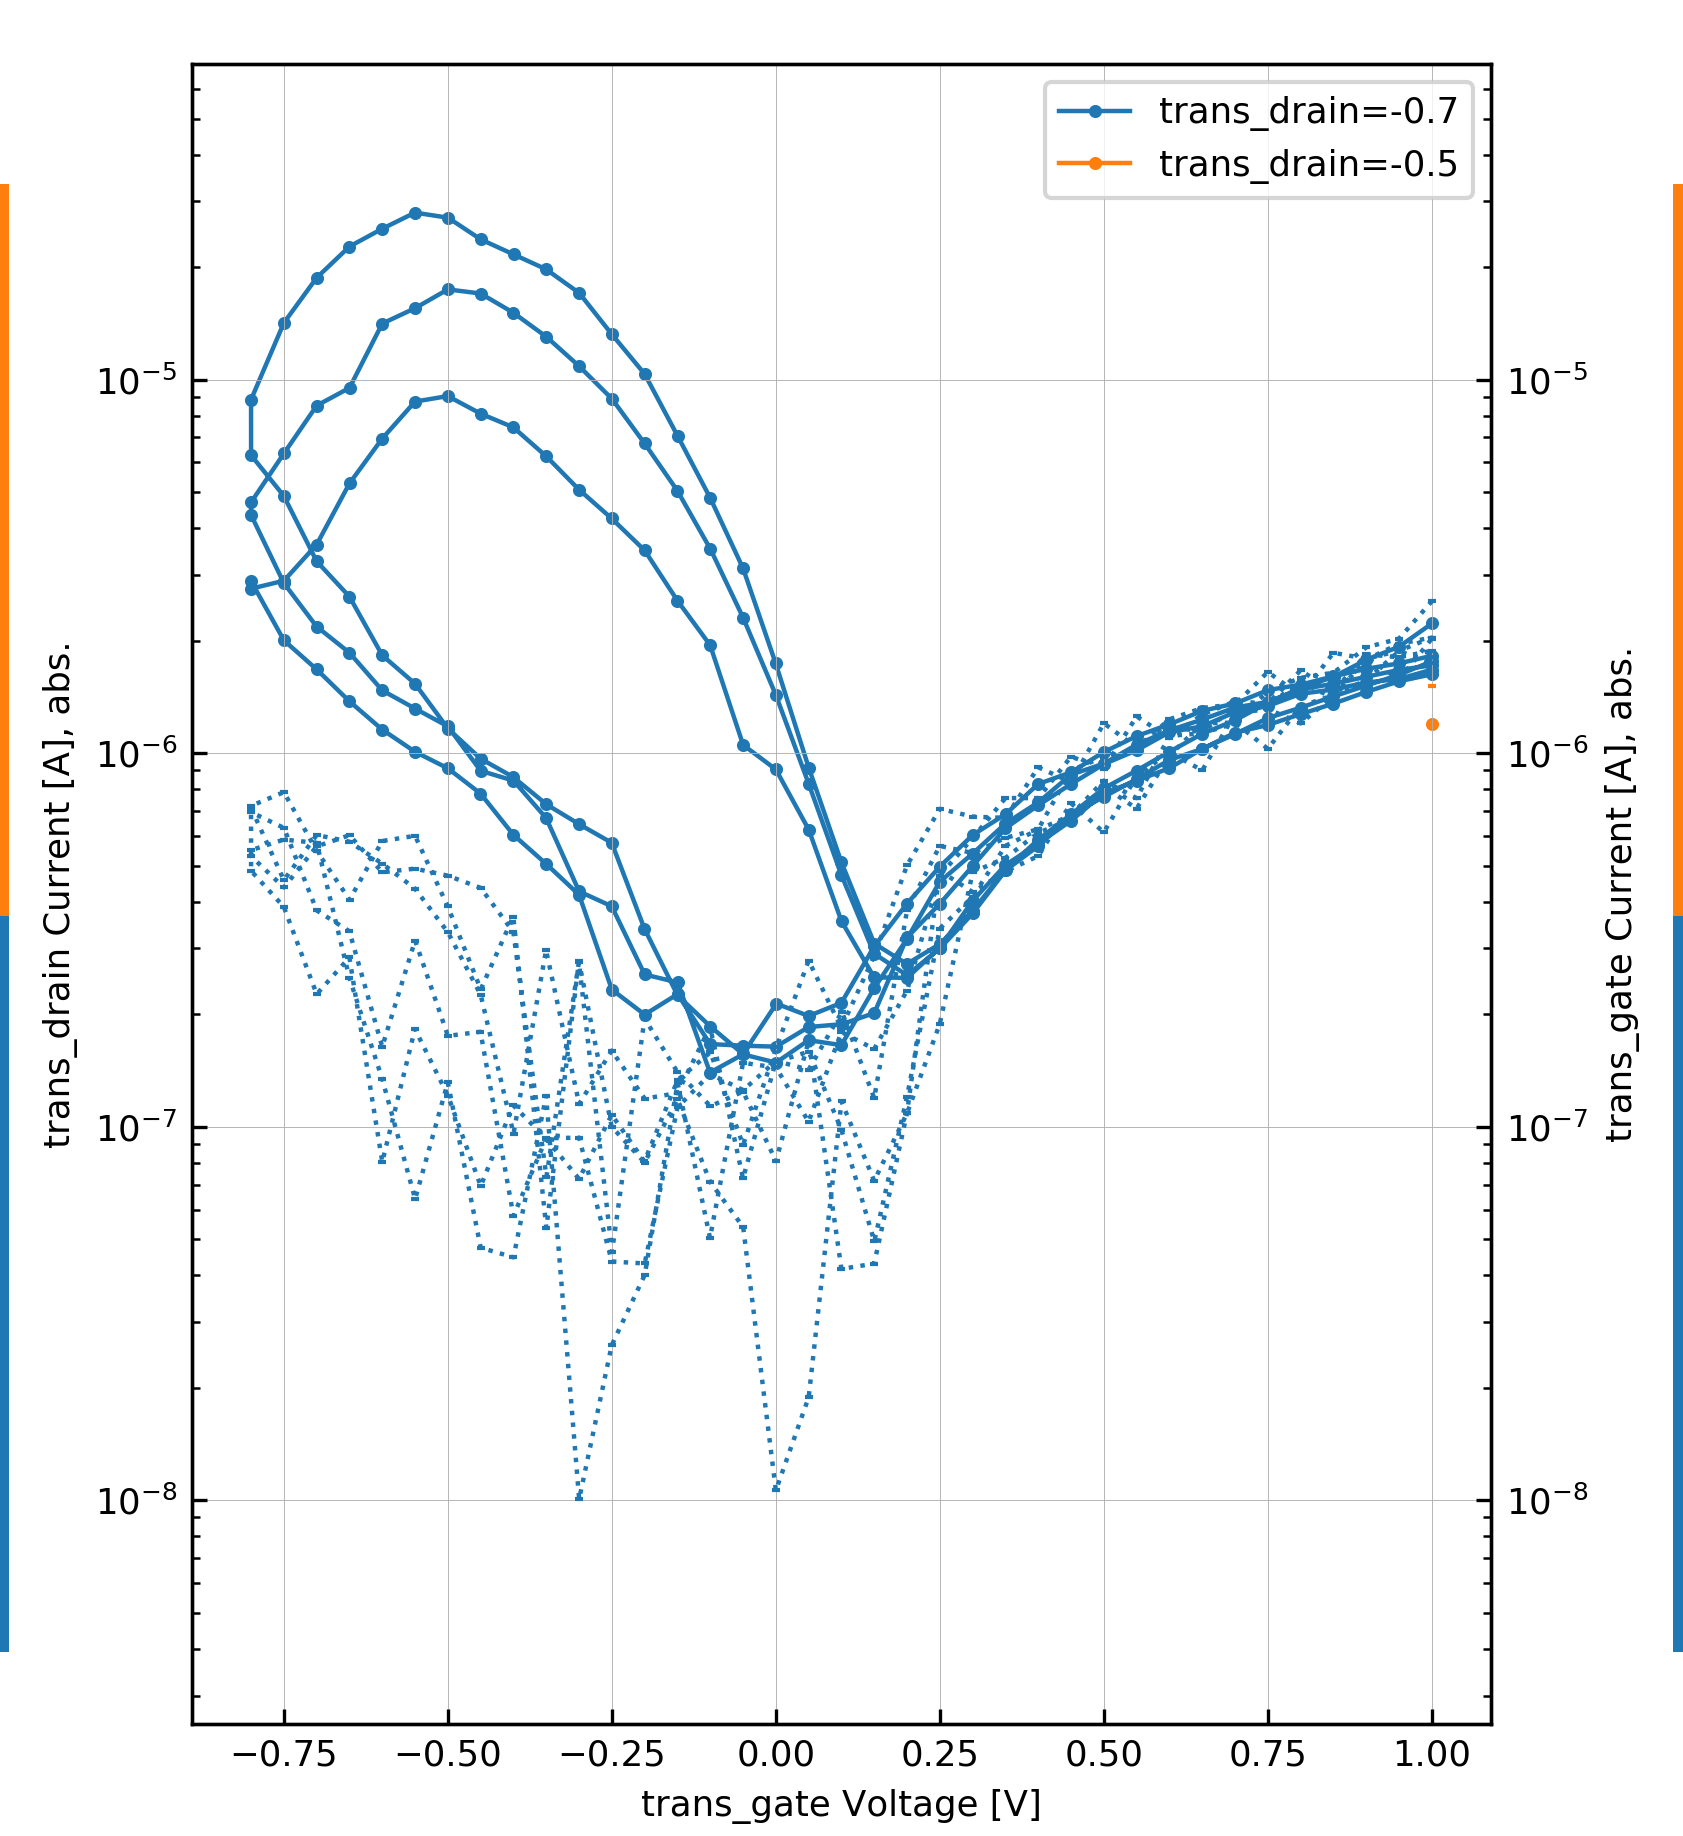 trans_drain=-0.7
trans_drain=-0.5
10⁻⁵
10⁻⁶
10⁻⁷
10⁻⁸
trans_drain Current [A], abs.
10⁻⁵
10⁻⁶
10⁻⁷
10⁻⁸
trans_gate Current [A], abs.
−0.75 −0.50 −0.25 0.00 0.25 0.50 0.75 1.00
trans_gate Voltage [V]